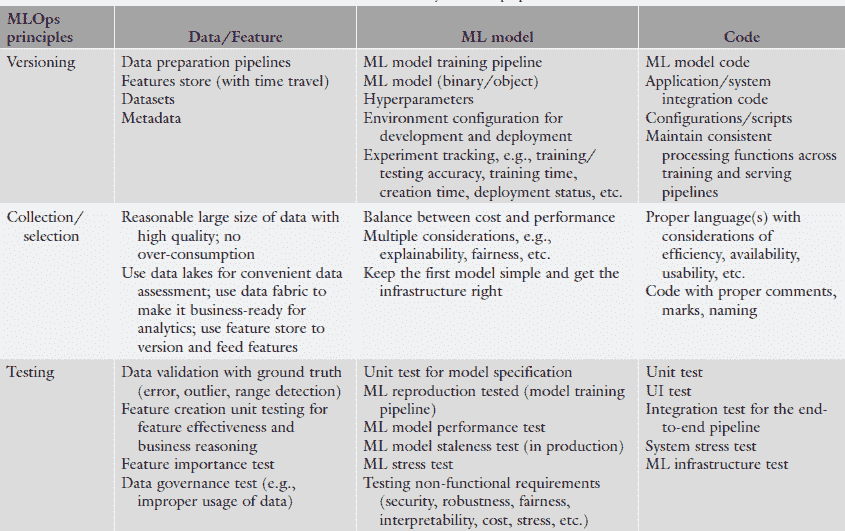 MLOps
principles
Data/Feature
ML model
Code
Versioning
Data preparation pipelines
Features store (with time travel)
Datasets
Metadata
ML model training pipeline
ML model (binary/object)
Hyperparameters
Environment configuration for
development and deployment
Experiment tracking, e.g., training/
testing accuracy, training time,
creation time, deployment status, etc.
ML model code
Application/system
integration code
Configurations/scripts
Maintain consistent
processing functions across
training and serving
pipelines
Collection/
selection
Reasonable large size of data with
high quality; no
over-consumption
Use data lakes for convenient data
assessment; use data fabric to
make it business-ready for
analytics; use feature store to
version and feed features
Balance between cost and performance
Multiple considerations, e.g.,
explainability, fairness, etc.
Keep the first model simple and get the
infrastructure right
Proper language(s) with
considerations of
efficiency, availability,
usability, etc.
Code with proper comments,
marks, naming
Testing
Data validation with ground truth
(error, outlier, range detection)
Feature creation unit testing for
feature effectiveness and
business reasoning
Feature importance test
Data governance test (e.g.,
improper usage of data)
Unit test for model specification
ML reproduction tested (model training
pipeline)
ML model performance test
ML model staleness test (in production)
ML stress test
Testing non-functional requirements
(security, robustness, fairness,
interpretability, cost, stress, etc.)
Unit test
UI test
Integration test for the end-
to-end pipeline
System stress test
ML infrastructure test